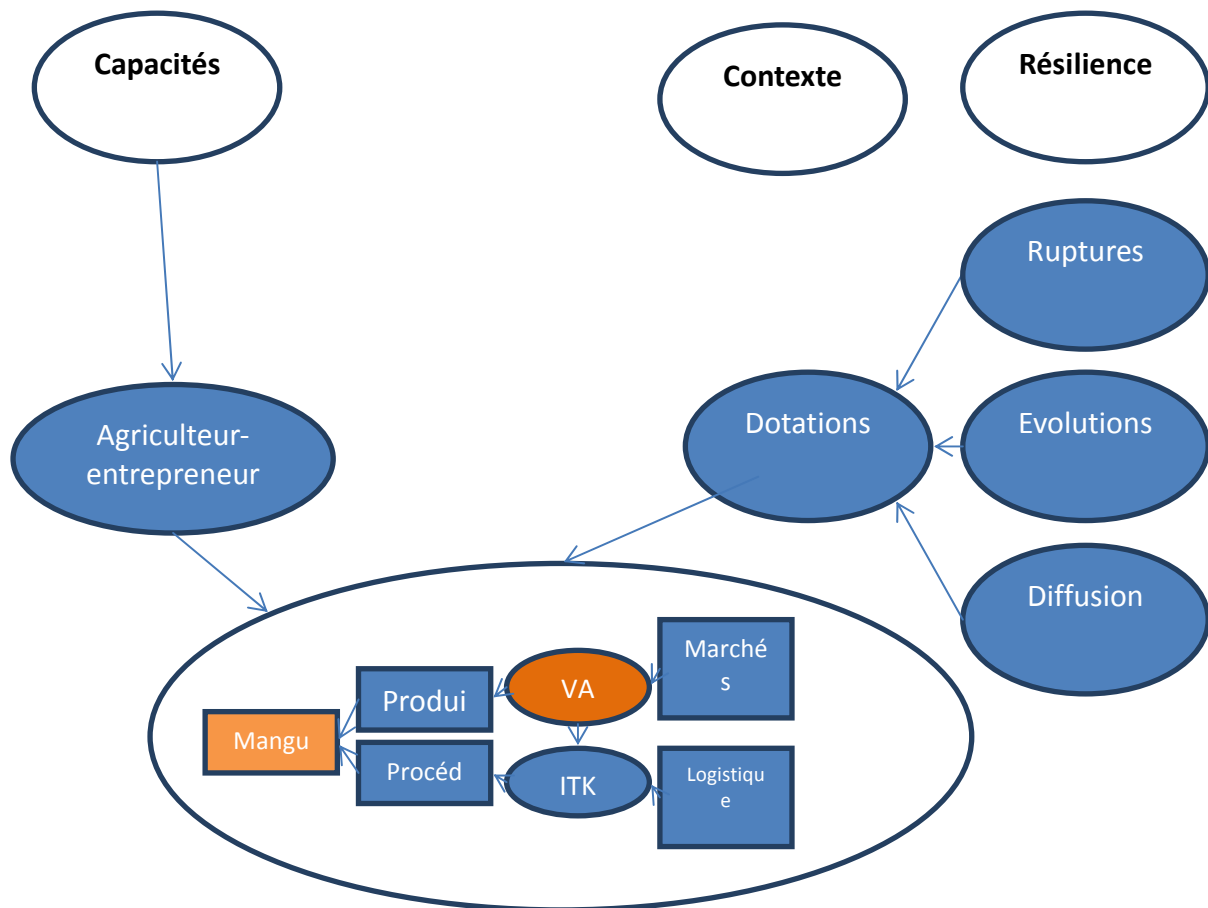 Capacités
Contexte
Résilience
Ruptures
Agriculteur-
entrepreneur
Dotations
Evolutions
Diffusion
Marché
s
VA
Produi
Mangu
Procéd
ITK
Logistiqu
e